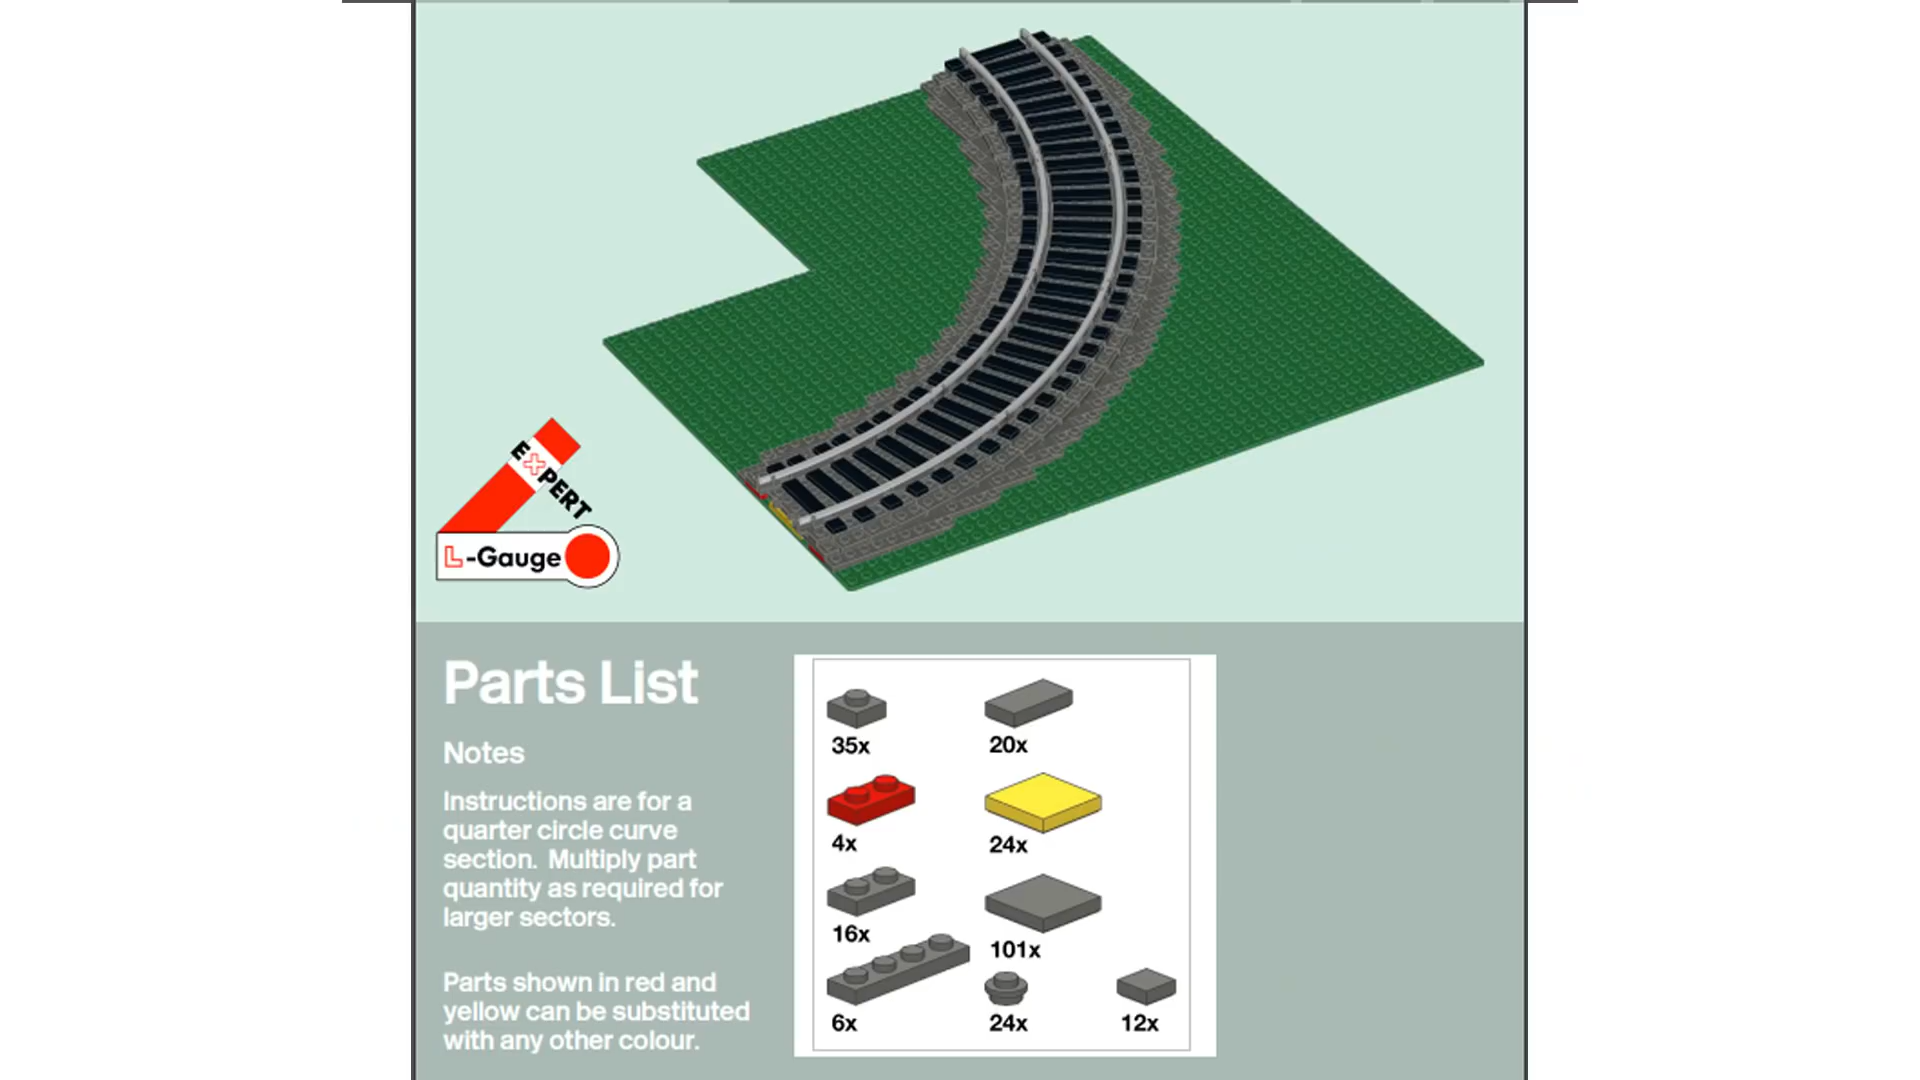 EXPERT
L-Gauge
Parts List
Notes
Instructions are for a
quarter circle curve
section. Multiply part
quantity as required for
larger sectors.
Parts shown in red and
yellow can be substituted
with any other colour.
35x
20x
4x
24x
16x
101x
6x
24x
12x